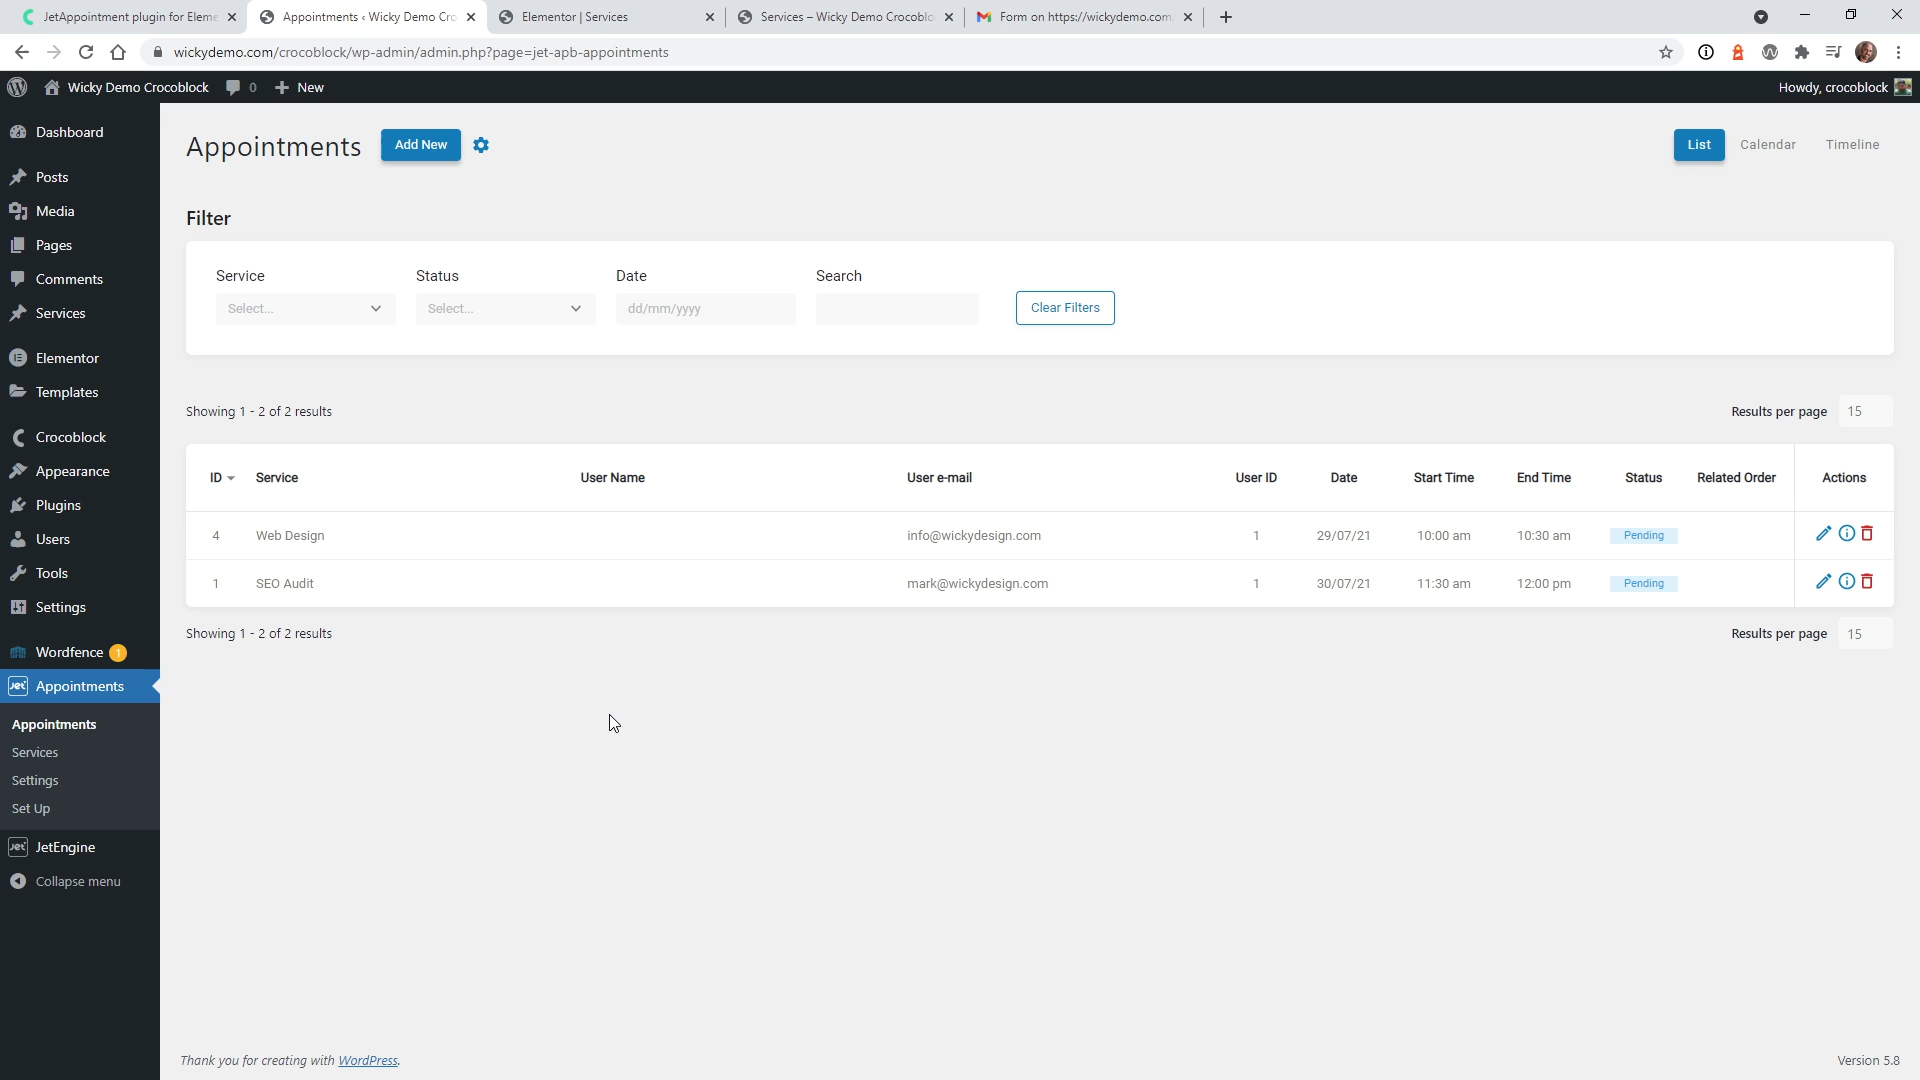 JetAppointment plugin for Eleme
Appointments ‹ Wicky Demo Cro
Elementor | Services
Services – Wicky Demo Crocoblo
Form on https://wickydemo.com
wickydemo.com/crocoblock/wp-admin/admin.php?page=jet-apb-appointments
Wicky Demo Crocoblock
0
New
Howdy, crocoblock
Dashboard
Posts
Media
Pages
Comments
Services
Elementor
Templates
Crocoblock
Appearance
Plugins
Users
Tools
Settings
Wordfence 1
Jet Appointments
Appointments
Services
Settings
Set Up
Jet JetEngine
Collapse menu
Appointments
Add New
List
Calendar
Timeline
Filter
Service
Status
Date
Search
Select...
Select...
dd/mm/yyyy
Clear Filters
Showing 1 - 2 of 2 results
Results per page
15
ID Service User Name User e-mail User ID Date Start Time End Time Status Related Order Actions
4 Web Design info@wickydesign.com 1 29/07/21 10:00 am 10:30 am Pending
1 SEO Audit mark@wickydesign.com 1 30/07/21 11:30 am 12:00 pm Pending
Showing 1 - 2 of 2 results
Results per page
15
Thank you for creating with WordPress.
Version 5.8